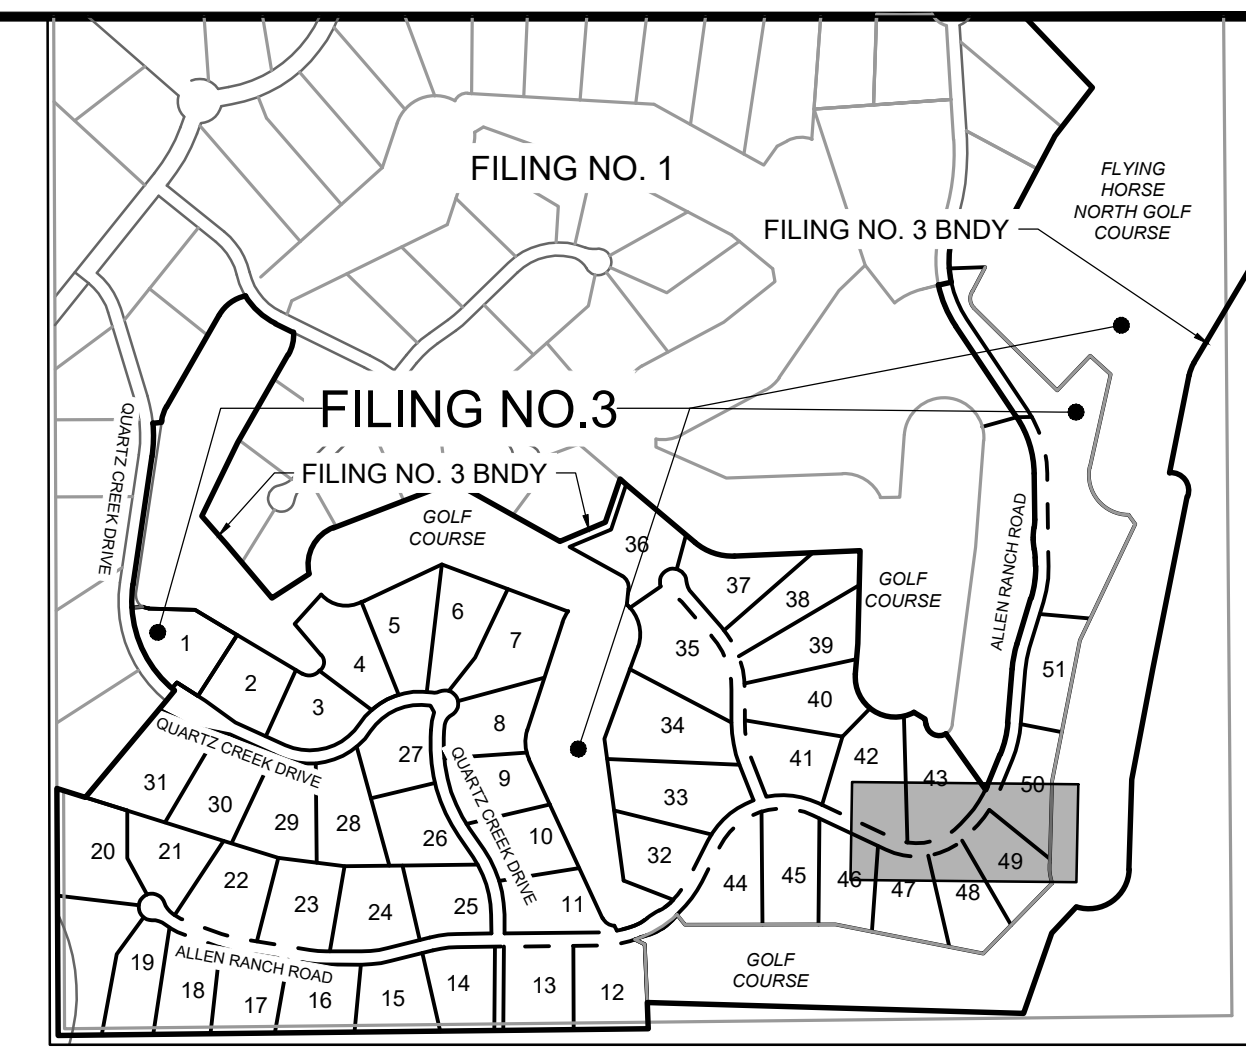 FILING NO. 1
FLYING
HORSE
NORTH GOLF
COURSE
FILING NO. 3 BNDY
FILING NO.3
QUARTZ CREEK DRIVE
FILING NO. 3 BNDY
GOLF
COURSE
ALLEN RANCH ROAD
36
37
38
GOLF
COURSE
5
6
7
1
35
39
4
2
51
3
40
8
34
QUARTZ CREEK DRIVE
27
41
42
31
QUARTZ CREEK DRIVE
9
43
50
30
33
29
28
26
10
20
21
32
49
22
44
45
46
47
48
23
24
25
11
19
ALLEN RANCH ROAD
GOLF
COURSE
18
17
16
15
14
13
12